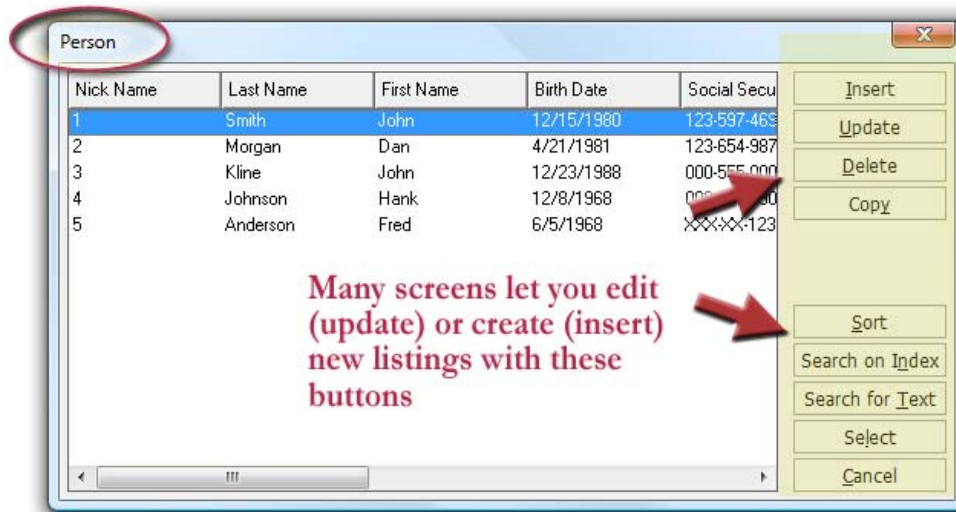 Person
Nick Name Last Name First Name Birth Date Social Secu
1 Smith John 12/15/1980 123-597-469
2 Morgan Dan 4/21/1981 123-654-987
3 Kline John 12/23/1988 000-555-000
4 Johnson Hank 12/8/1968
5 Anderson Fred 6/5/1968 XXX-XX-123
Many screens let you edit
(update) or create (insert)
new listings with these
buttons
Insert
Update
Delete
Copy
Sort
Search on Index
Search for Text
Select
Cancel